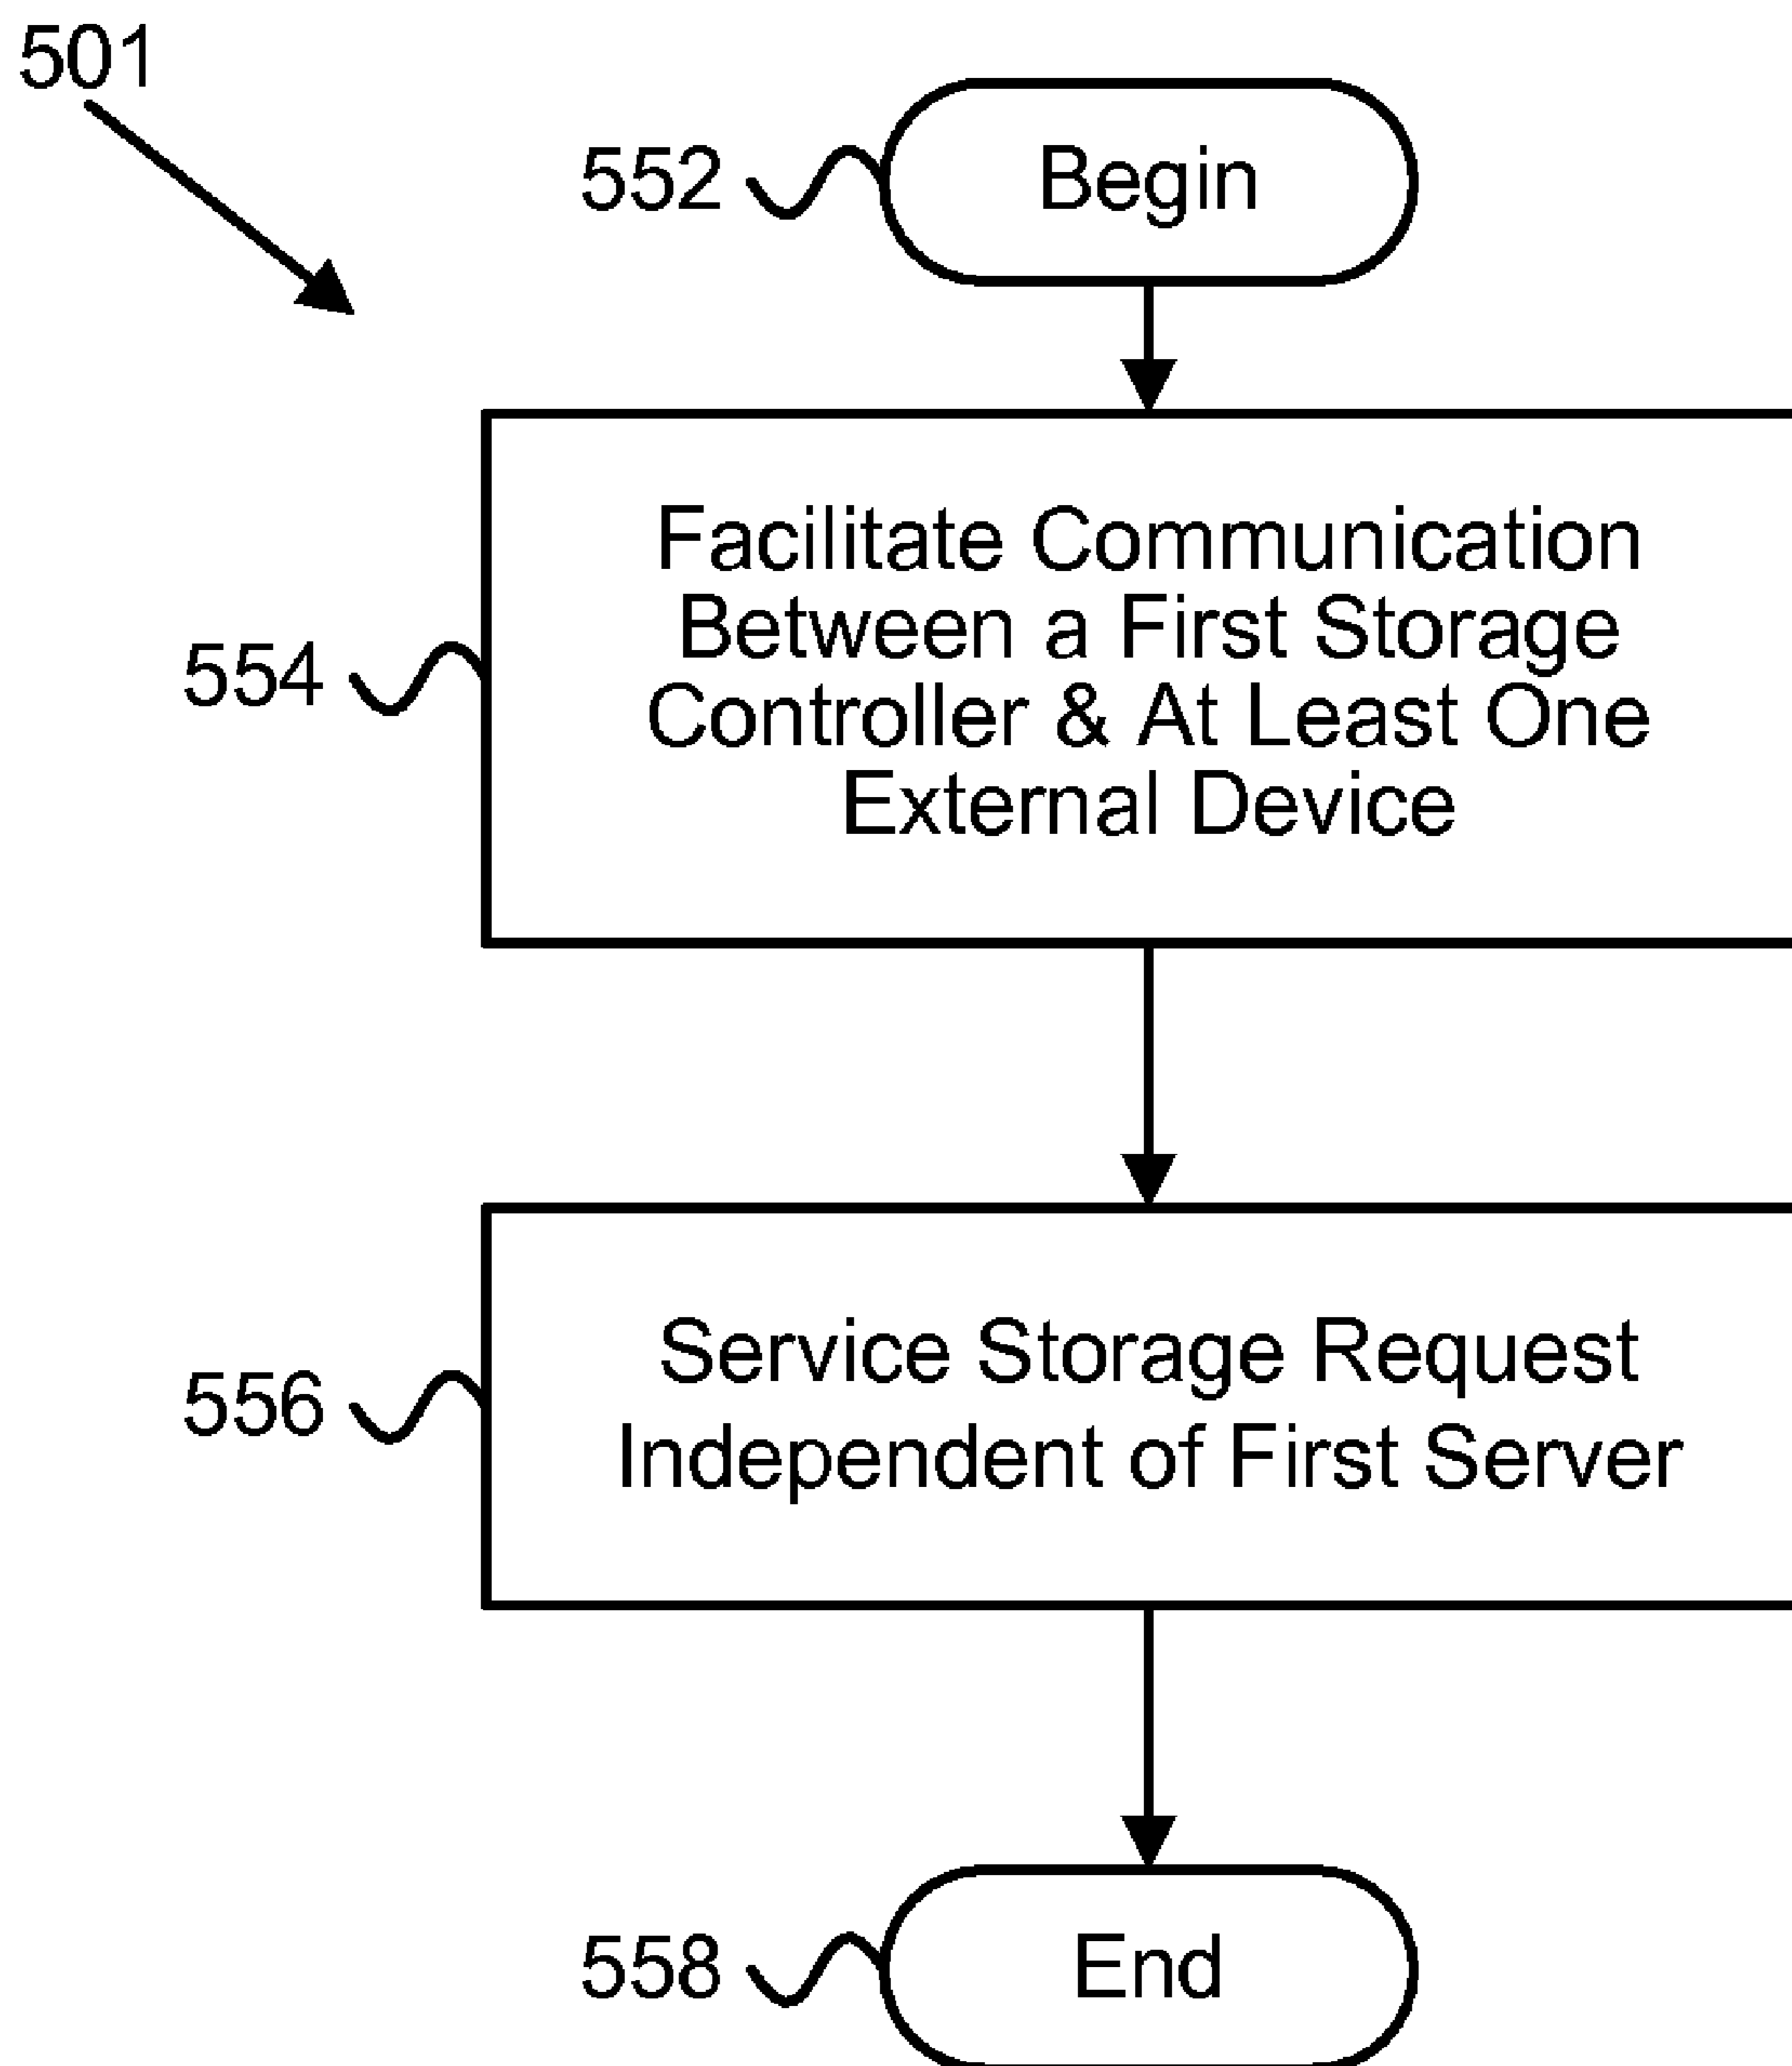 501
552
Begin
Facilitate Communication
Between a First Storage
Controller & At Least One
External Device
554
Service Storage Request
Independent of First Server
556
558
End